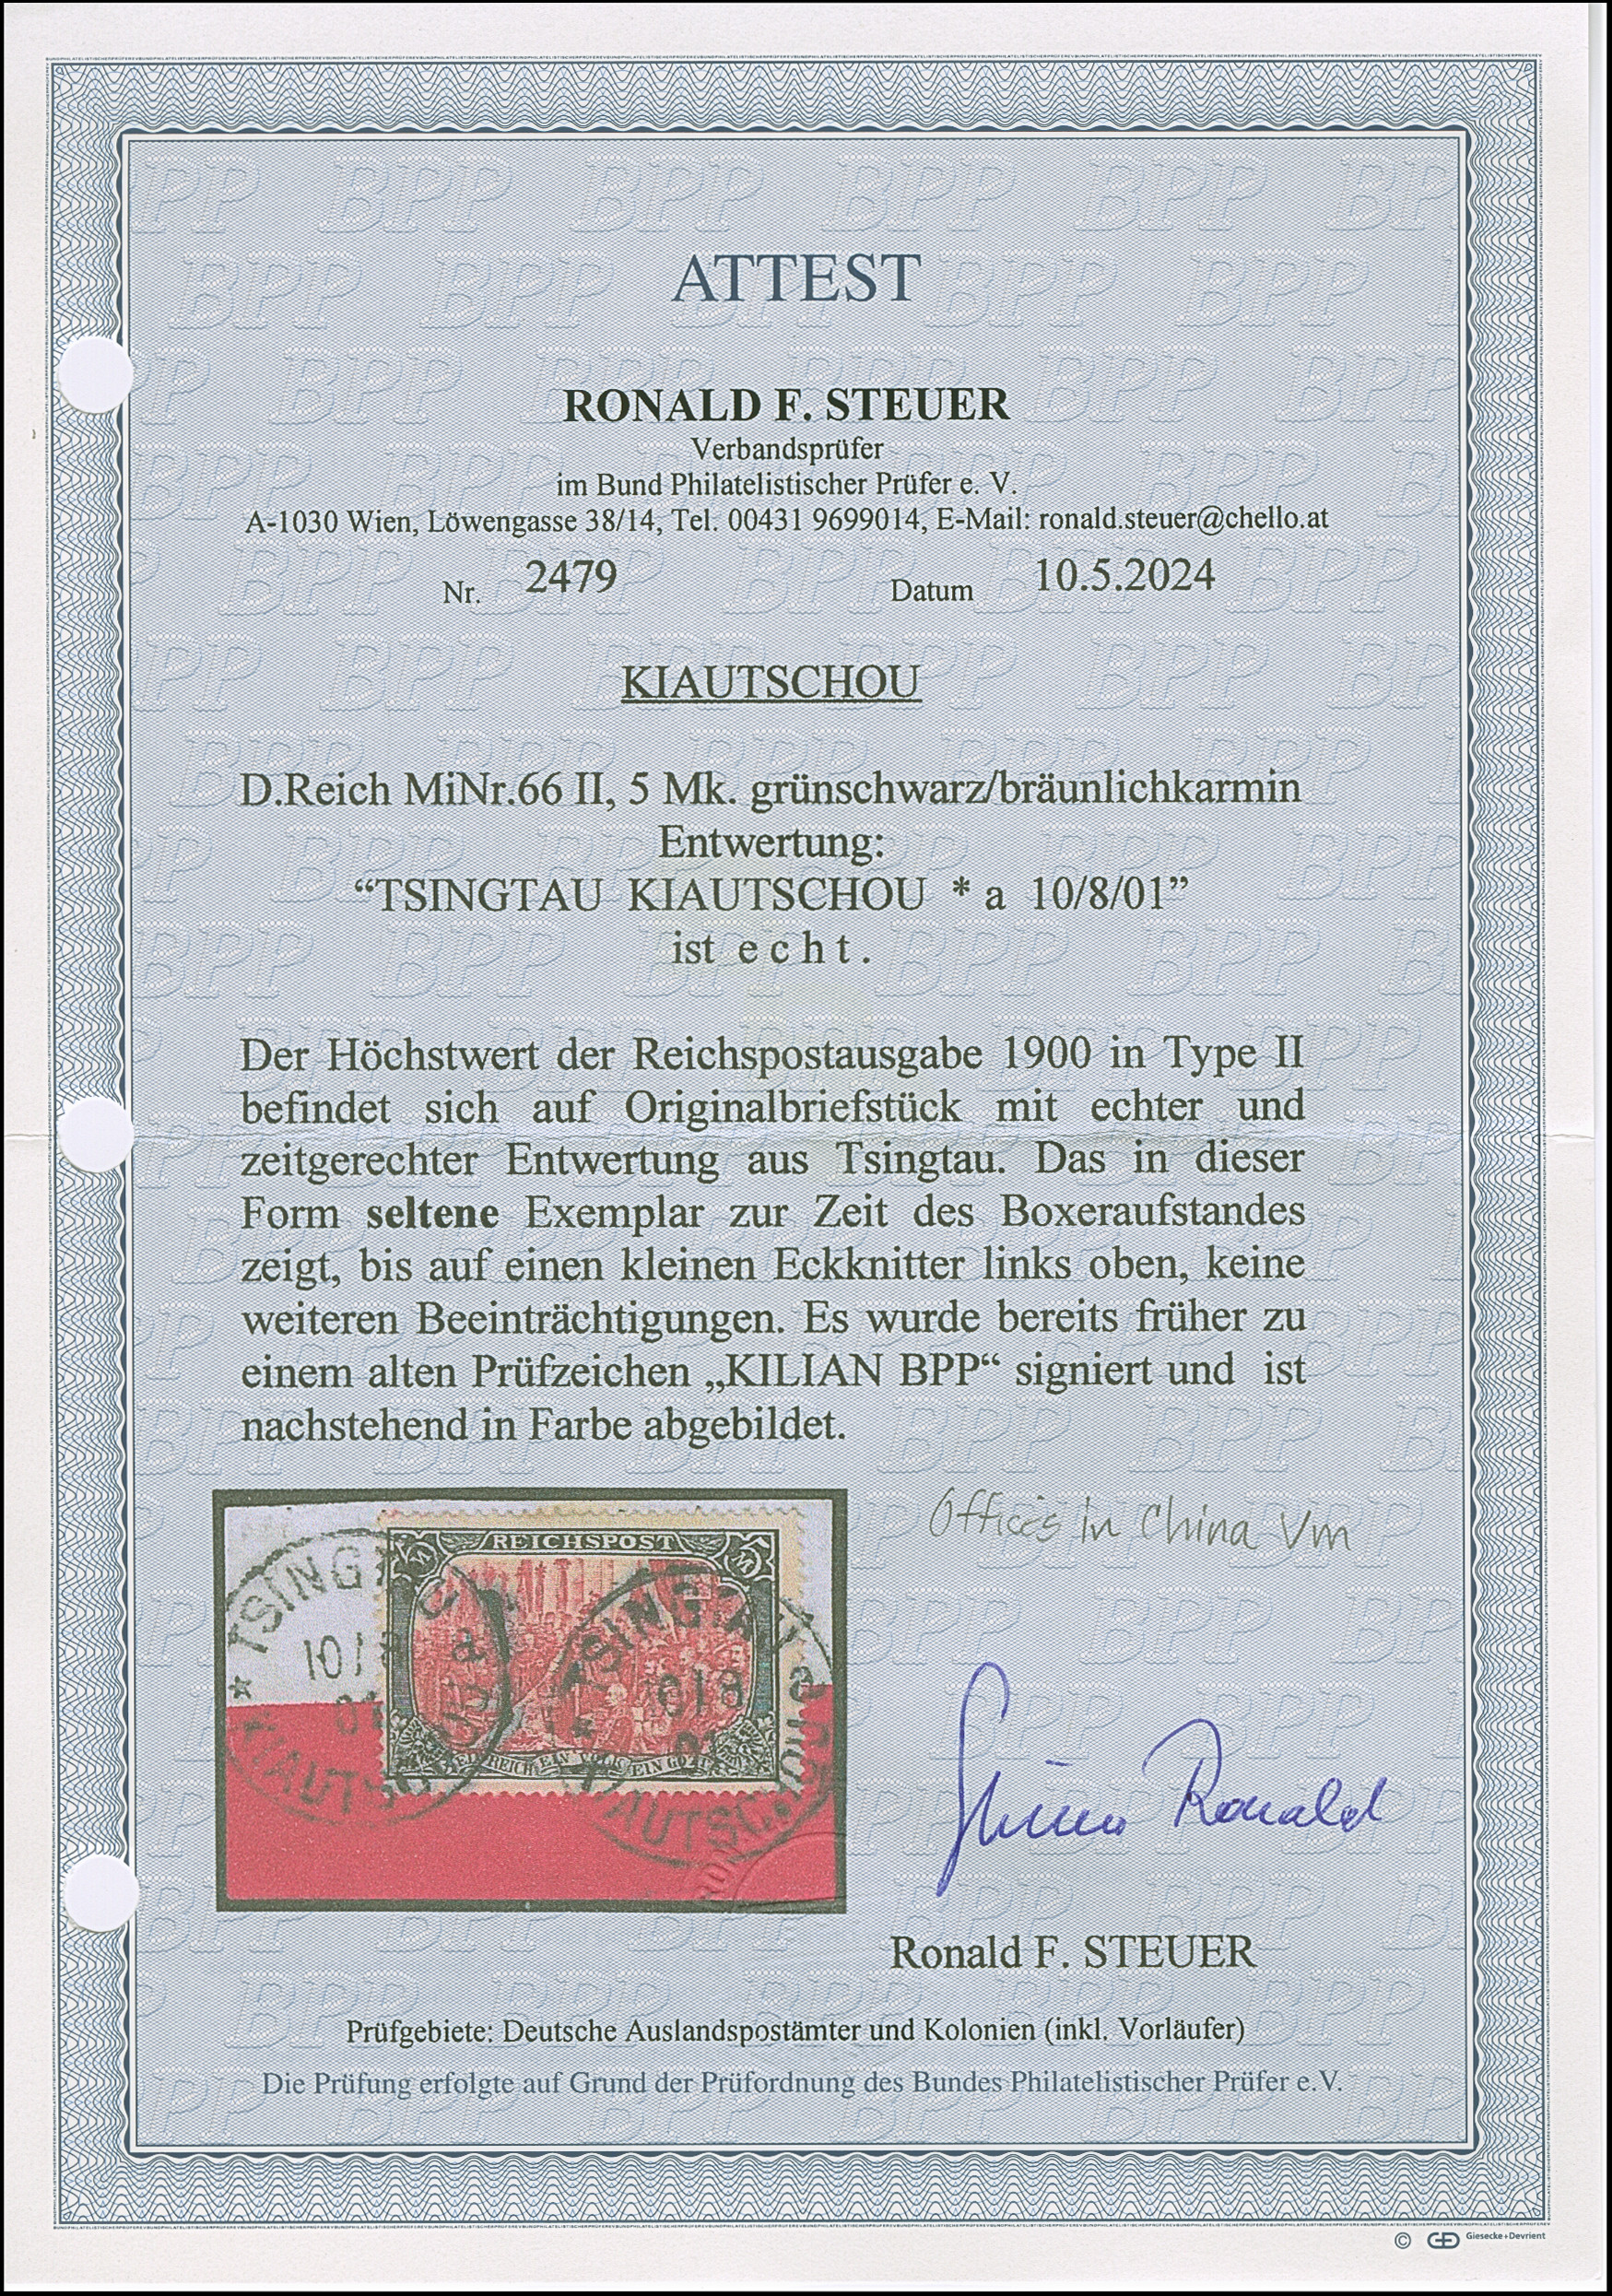 ATTEST
RONALD F. STEUER
Verbandsprüfer
im Bund Philatelistischer Prüfer e. V.
A-1030 Wien, Löwengasse 38/14, Tel. 00431 9699014, E-Mail: ronald.steuer@chello.at
Nr. 2479 Datum 10.5.2024
KIAUTSCHOU
D.Reich MiNr.66 II, 5 Mk. grünschwarz/bräunlichkarmin
Entwertung:
“TSINGTAU KIAUTSCHOU * a 10/8/01”
ist e c h t .
Der Höchstwert der Reichspostausgabe 1900 in Type II
befindet sich auf Originalbriefstück mit echter und
zeitgerechter Entwertung aus Tsingtau. Das in dieser
Form seltene Exemplar zur Zeit des Boxeraufstandes
zeigt, bis auf einen kleinen Eckknitter links oben, keine
weiteren Beeinträchtigungen. Es wurde bereits früher zu
einem alten Prüfzeichen „KILIAN BPP“ signiert und ist
nachstehend in Farbe abgebildet.
Offices in China Vm
REICHSPOST
Ronald
Ronald F. STEUER
Prüfgebiete: Deutsche Auslandspostämter und Kolonien (inkl. Vorläufer)
Die Prüfung erfolgte auf Grund der Prüfordnung des Bundes Philatelistischer Prüfer e.V.
© GD Giesecke+Devrient